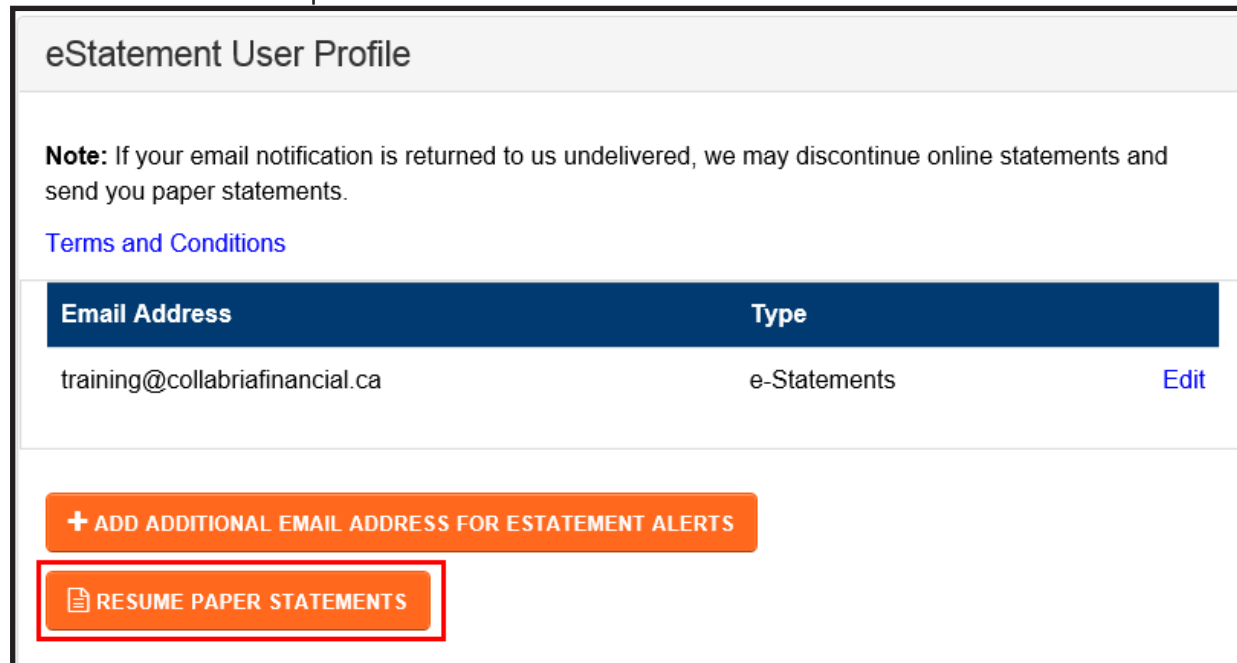 eStatement User Profile
Note: If your email notification is returned to us undelivered, we may discontinue online statements and
send you paper statements.
Terms and Conditions
Email Address Type
training@collabriafinancial.ca e-Statements Edit
+ ADD ADDITIONAL EMAIL ADDRESS FOR ESTATEMENT ALERTS
RESUME PAPER STATEMENTS